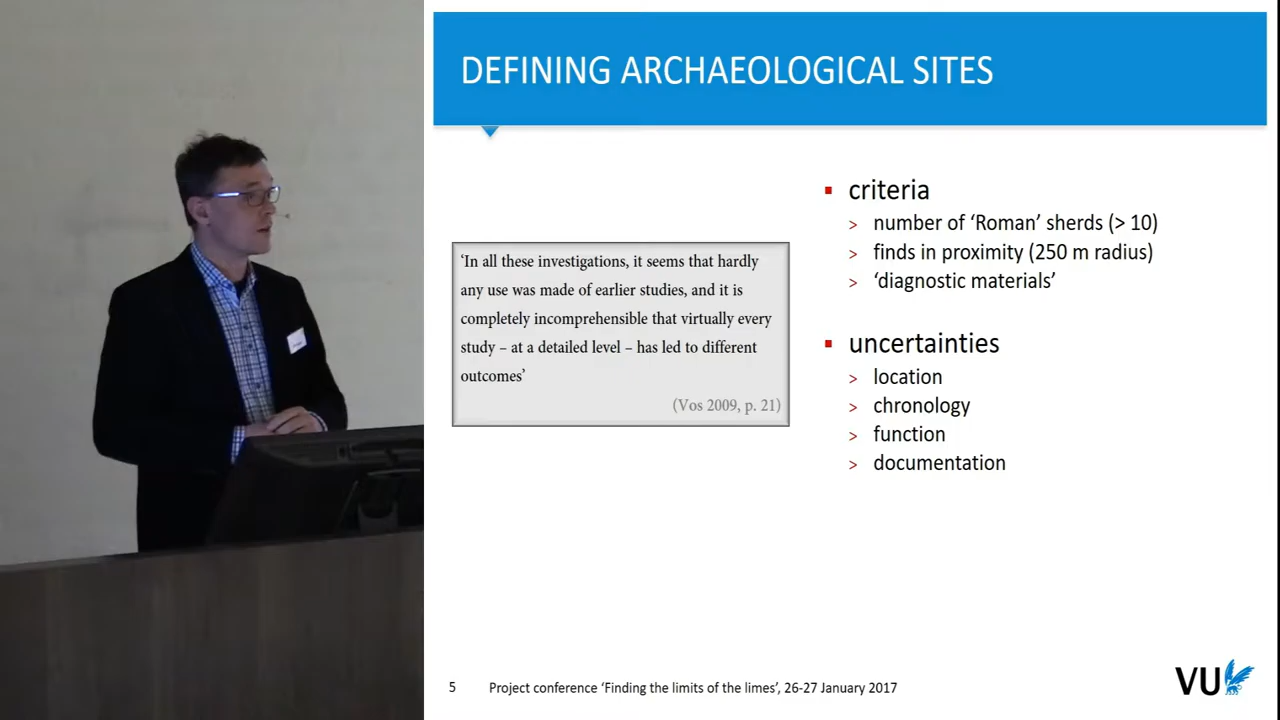 DEFINING ARCHAEOLOGICAL SITES
‘In all these investigations, it seems that hardly
any use was made of earlier studies, and it is
completely incomprehensible that virtually every
study – at a detailed level – has led to different
outcomes’
(Vos 2009, p. 21)
▪ criteria
> number of ‘Roman’ sherds (> 10)
> finds in proximity (250 m radius)
> ‘diagnostic materials’
▪ uncertainties
> location
> chronology
> function
> documentation
5 Project conference ‘Finding the limits of the limes’, 26-27 January 2017
VU